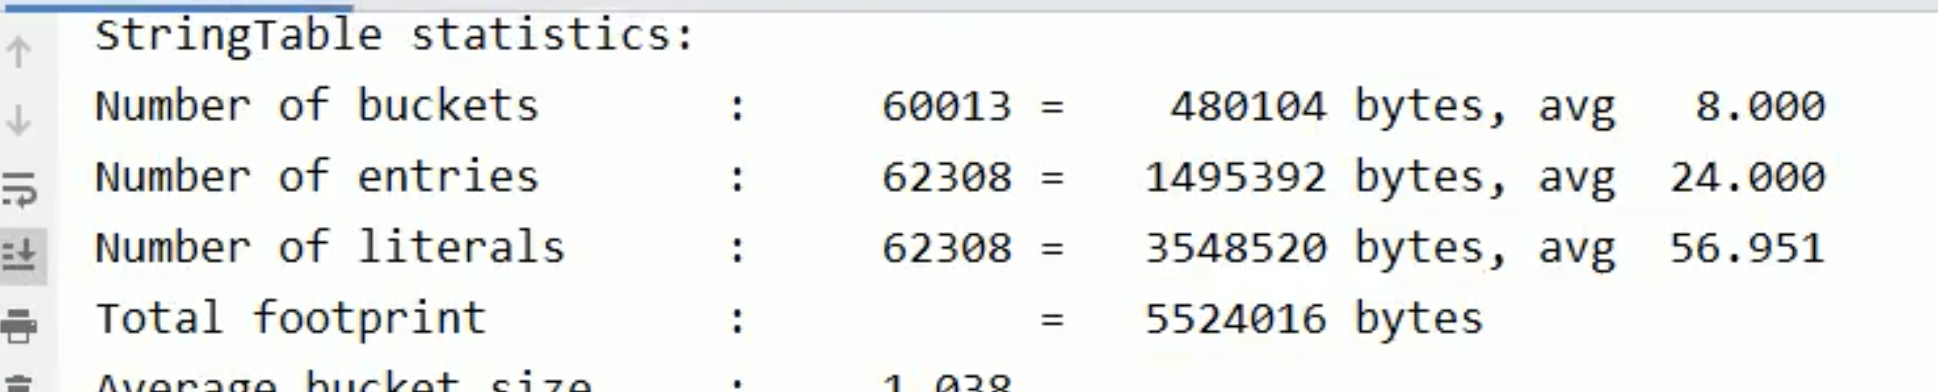 StringTable statistics:
Number of buckets : 60013 = 480104 bytes, avg 8.000
Number of entries : 62308 = 1495392 bytes, avg 24.000
Number of literals : 62308 = 3548520 bytes, avg 56.951
Total footprint : = 5524016 bytes
Average bucket size : 1.038